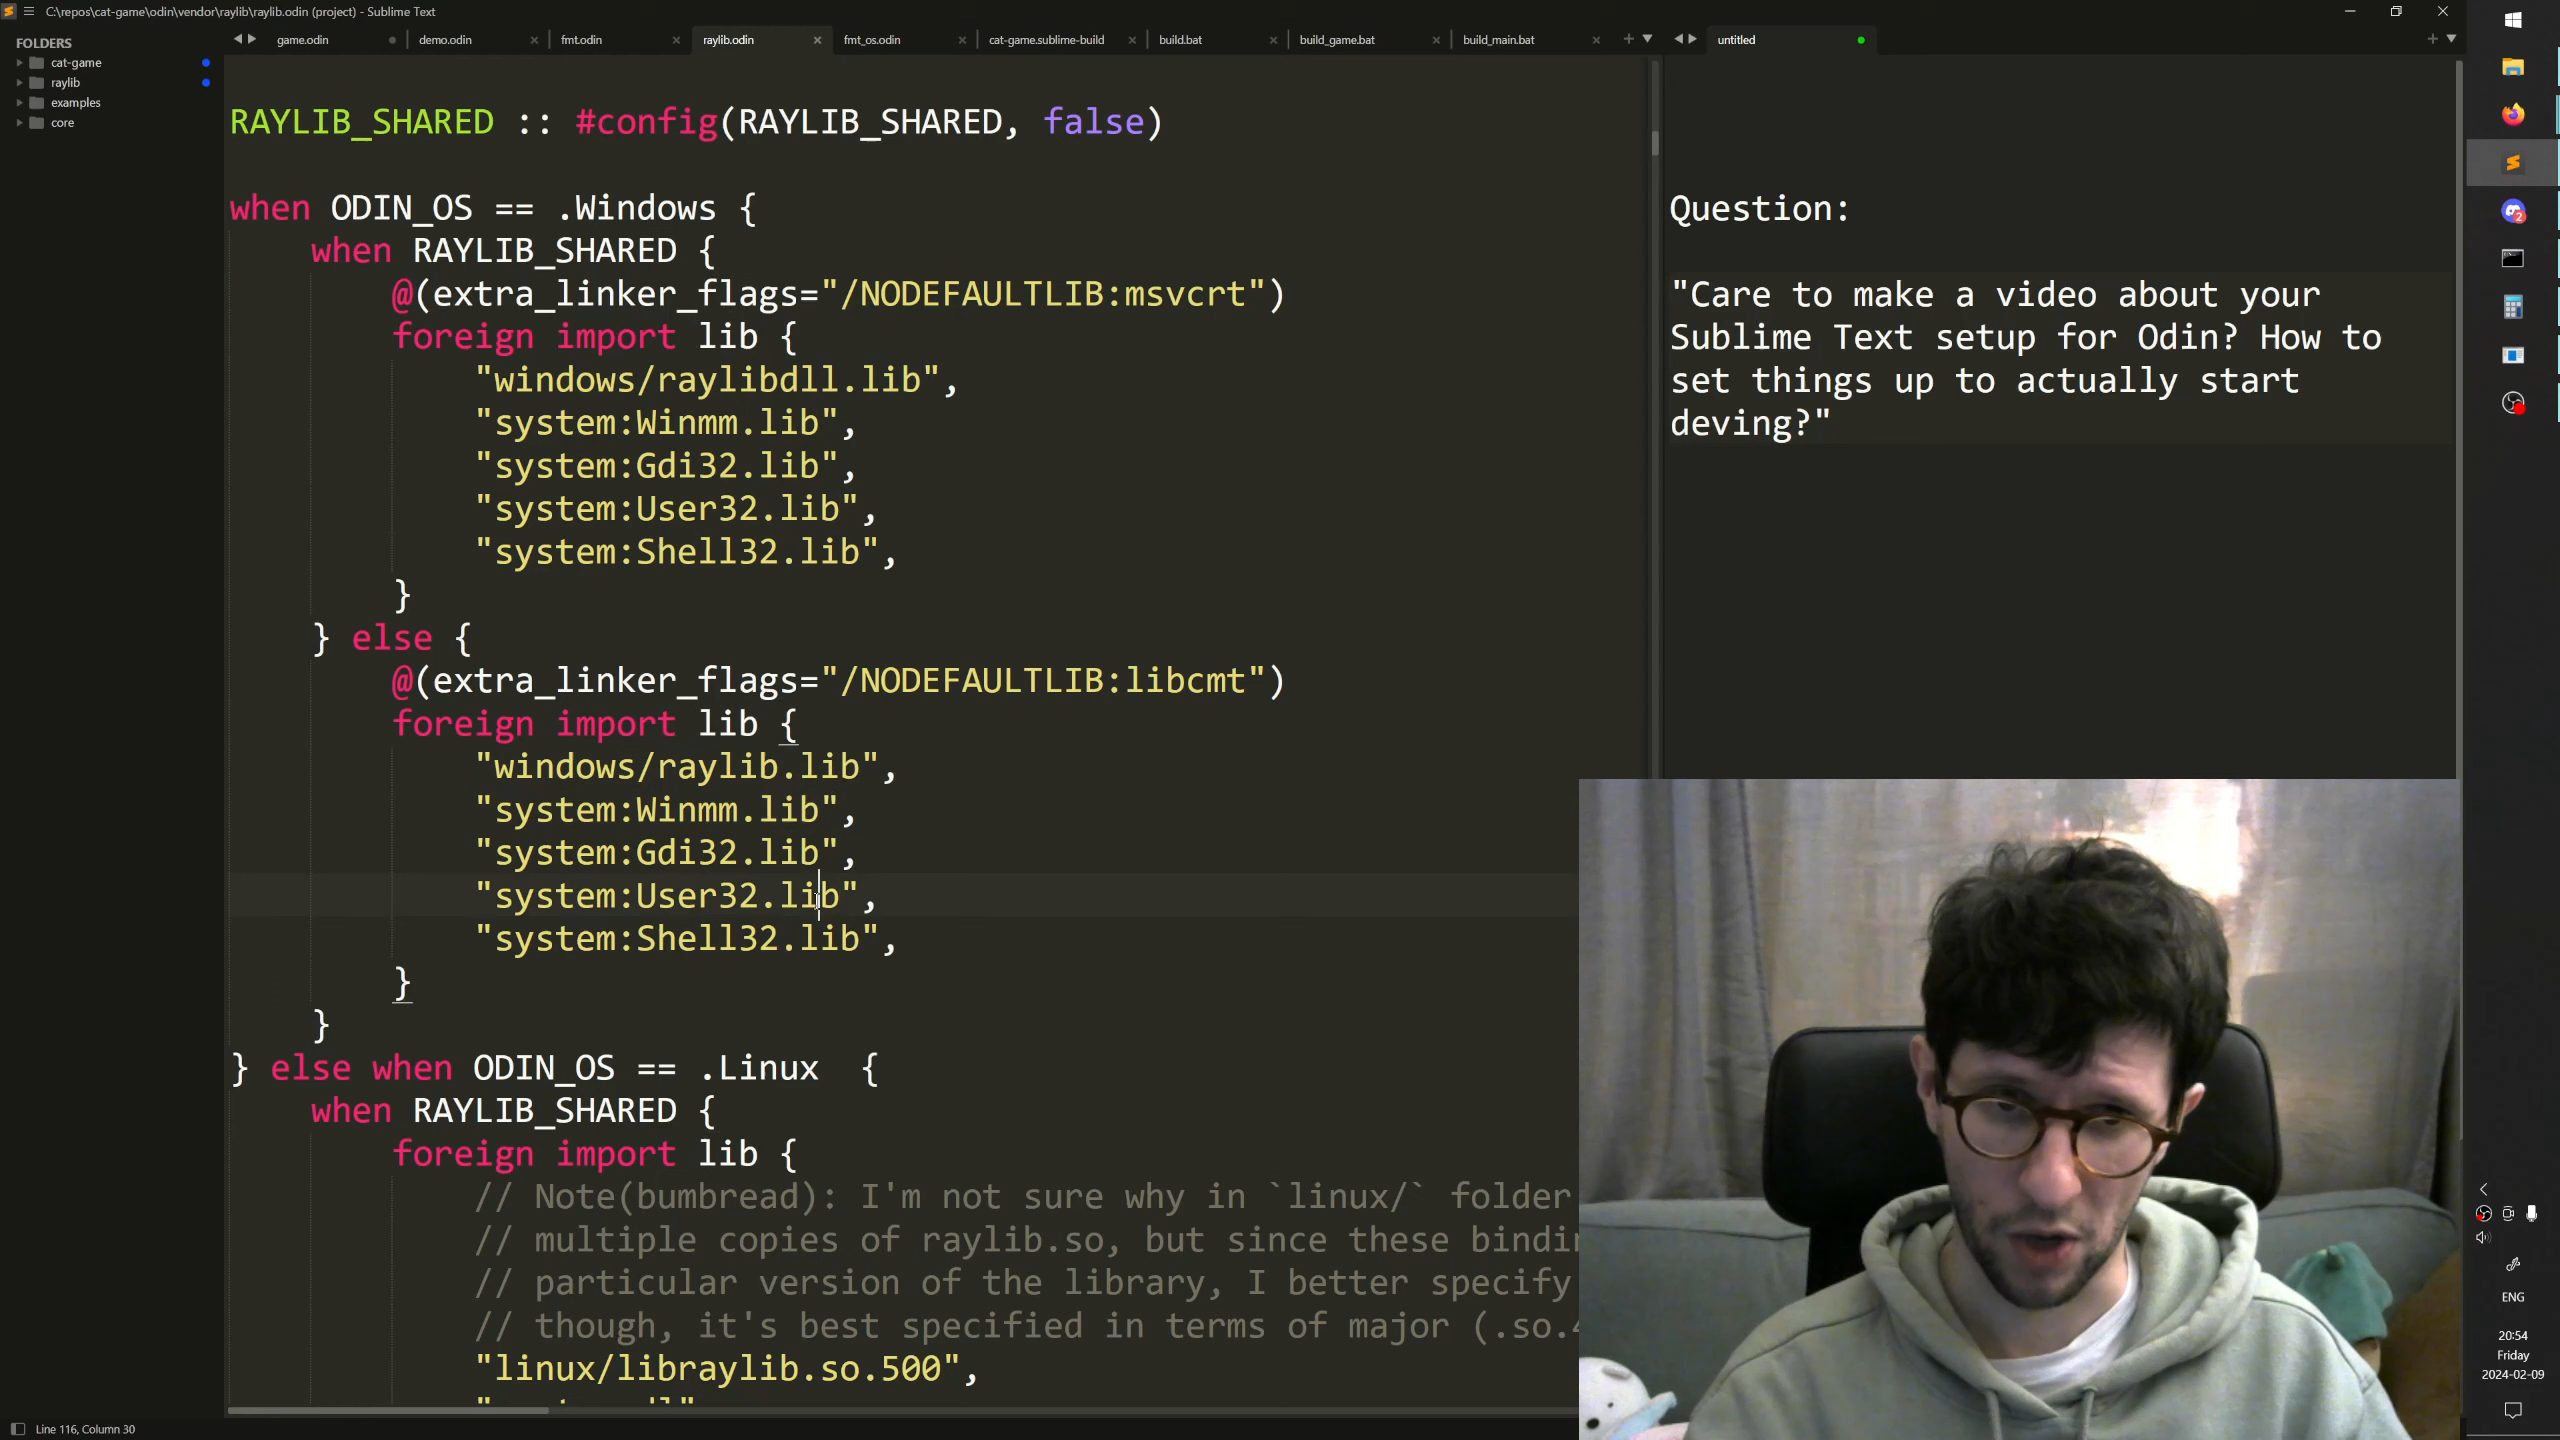 C:\repos\cat-game\odin\vendor\raylib\raylib.odin (project) - Sublime Text
FOLDERS
cat-game
raylib
examples
core
game.odin
demo.odin
fmt.odin
raylib.odin
fmt_os.odin
cat-game.sublime-build
build.bat
build_game.bat
build_main.bat
untitled
RAYLIB_SHARED :: #config(RAYLIB_SHARED, false)
when ODIN_OS == .Windows {
when RAYLIB_SHARED {
@(extra_linker_flags="/NODEFAULTLIB:msvcrt")
foreign import lib {
"windows/raylibdll.lib",
"system:Winmm.lib",
"system:Gdi32.lib",
"system:User32.lib",
"system:Shell32.lib",
}
} else {
@(extra_linker_flags="/NODEFAULTLIB:libcmt")
foreign import lib {
"windows/raylib.lib",
"system:Winmm.lib",
"system:Gdi32.lib",
"system:User32.lib",
"system:Shell32.lib",
}
}
} else when ODIN_OS == .Linux  {
when RAYLIB_SHARED {
foreign import lib {
// Note(bumbread): I'm not sure why in `linux/` folder
// multiple copies of raylib.so, but since these bindin
// particular version of the library, I better specify
// though, it's best specified in terms of major (.so.4
"linux/libraylib.so.500",
Question:
"Care to make a video about your
Sublime Text setup for Odin? How to
set things up to actually start
deving?"
Line 116, Column 30
2
ENG
20:54
Friday
2024-02-09